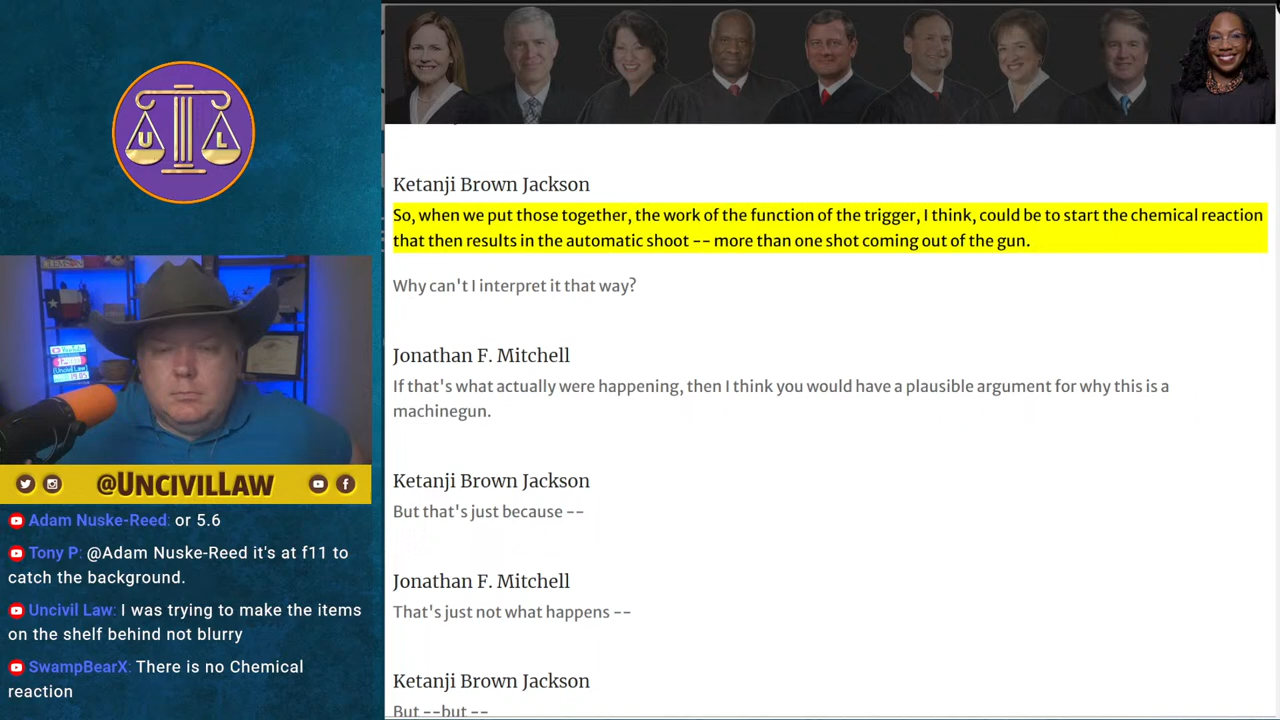 U L
Ketanji Brown Jackson
So, when we put those together, the work of the function of the trigger, I think, could be to start the chemical reaction
that then results in the automatic shoot -- more than one shot coming out of the gun.
Why can't I interpret it that way?
Jonathan F. Mitchell
If that's what actually were happening, then I think you would have a plausible argument for why this is a
machinegun.
Ketanji Brown Jackson
But that's just because --
Jonathan F. Mitchell
That's just not what happens --
Ketanji Brown Jackson
But --but --
YouTube
@UNCIVILLAW
Adam Nuske-Reed: or 5.6
Tony P: @Adam Nuske-Reed it's at f11 to
catch the background.
Uncivil Law: I was trying to make the items
on the shelf behind not blurry
SwampBearX: There is no Chemical
reaction